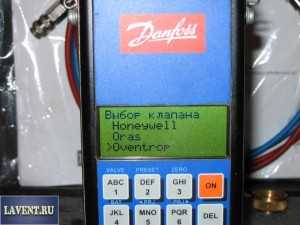 Danfoss
Выбор клапана
Honeywell
Oras
>Oventrop
VALVE PRESET ZERO
ABC DEF GHI ON
1 2 3
JKL MNO PQR DEL
4 5 6
LAVENT.RU